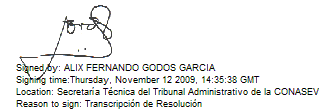 Signed by: ALIX FERNANDO GODOS GARCIA
Signing time:Thursday, November 12 2009, 14:35:38 GMT
Location: Secretaría Técnica del Tribunal Administrativo de la CONASEV
Reason to sign: Transcripción de Resolución